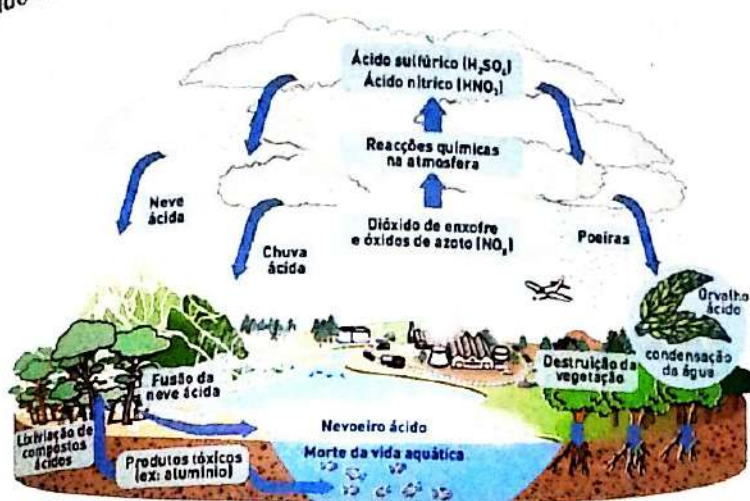 Ácido sulfúrico (H₂SO₄)
Ácido nítrico (HNO₃)
Reacções químicas
na atmosfera
Dióxido de enxofre
e óxidos de azoto (NOₓ)
Neve
ácida
Chuva
ácida
Poeiras
Orvalho
ácido
condensação
da água
Destruição da
vegetação
Fusão da
neve ácida
Lixiviação de
compostos
ácidos
Nevoeiro ácido
Morte da vida aquática
Produtos tóxicos
(ex: alumínio)